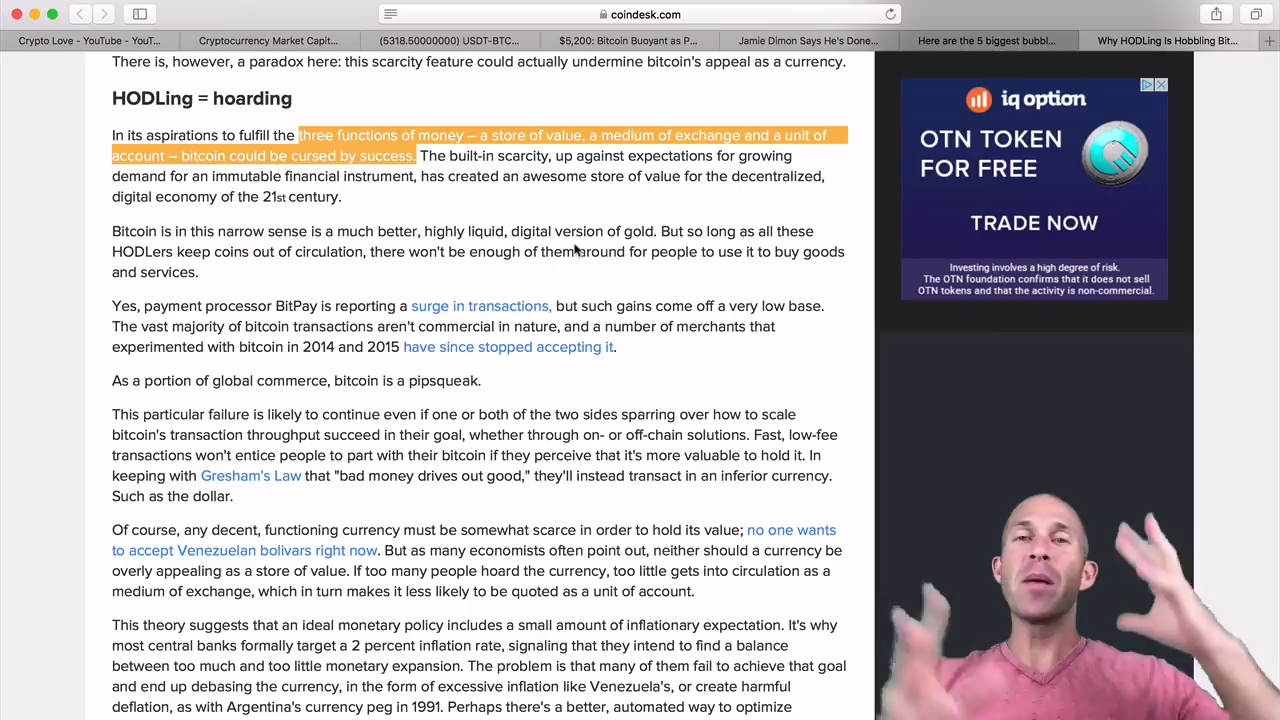 coindesk.com
Crypto Love - YouTube - YouT...
Cryptocurrency Market Capit...
(5318.50000000) USDT-BTC...
$5,200: Bitcoin Buoyant as P...
Jamie Dimon Says He's Done...
Here are the 5 biggest bubbl...
Why HODLing Is Hobbling Bit...
There is, however, a paradox here: this scarcity feature could actually undermine bitcoin's appeal as a currency.
HODLing = hoarding
In its aspirations to fulfill the three functions of money – a store of value, a medium of exchange and a unit of
account – bitcoin could be cursed by success. The built-in scarcity, up against expectations for growing
demand for an immutable financial instrument, has created an awesome store of value for the decentralized,
digital economy of the 21st century.
Bitcoin is in this narrow sense is a much better, highly liquid, digital version of gold. But so long as all these
HODLers keep coins out of circulation, there won't be enough of them around for people to use it to buy goods
and services.
Yes, payment processor BitPay is reporting a surge in transactions, but such gains come off a very low base.
The vast majority of bitcoin transactions aren't commercial in nature, and a number of merchants that
experimented with bitcoin in 2014 and 2015 have since stopped accepting it.
As a portion of global commerce, bitcoin is a pipsqueak.
This particular failure is likely to continue even if one or both of the two sides sparring over how to scale
bitcoin's transaction throughput succeed in their goal, whether through on- or off-chain solutions. Fast, low-fee
transactions won't entice people to part with their bitcoin if they perceive that it's more valuable to hold it. In
keeping with Gresham's Law that "bad money drives out good," they'll instead transact in an inferior currency.
Such as the dollar.
Of course, any decent, functioning currency must be somewhat scarce in order to hold its value; no one wants
to accept Venezuelan bolivars right now. But as many economists often point out, neither should a currency be
overly appealing as a store of value. If too many people hoard the currency, too little gets into circulation as a
medium of exchange, which in turn makes it less likely to be quoted as a unit of account.
This theory suggests that an ideal monetary policy includes a small amount of inflationary expectation. It's why
most central banks formally target a 2 percent inflation rate, signaling that they intend to find a balance
between too much and too little monetary expansion. The problem is that many of them fail to achieve that goal
and end up debasing the currency, in the form of excessive inflation like Venezuela's, or create harmful
deflation, as with Argentina's currency peg in 1991. Perhaps there's a better, automated way to optimize
iq option
OTN TOKEN
FOR FREE
TRADE NOW
Investing involves a high degree of risk.
The OTN foundation confirms that it does not sell
OTN tokens and that the activity is non-commercial.